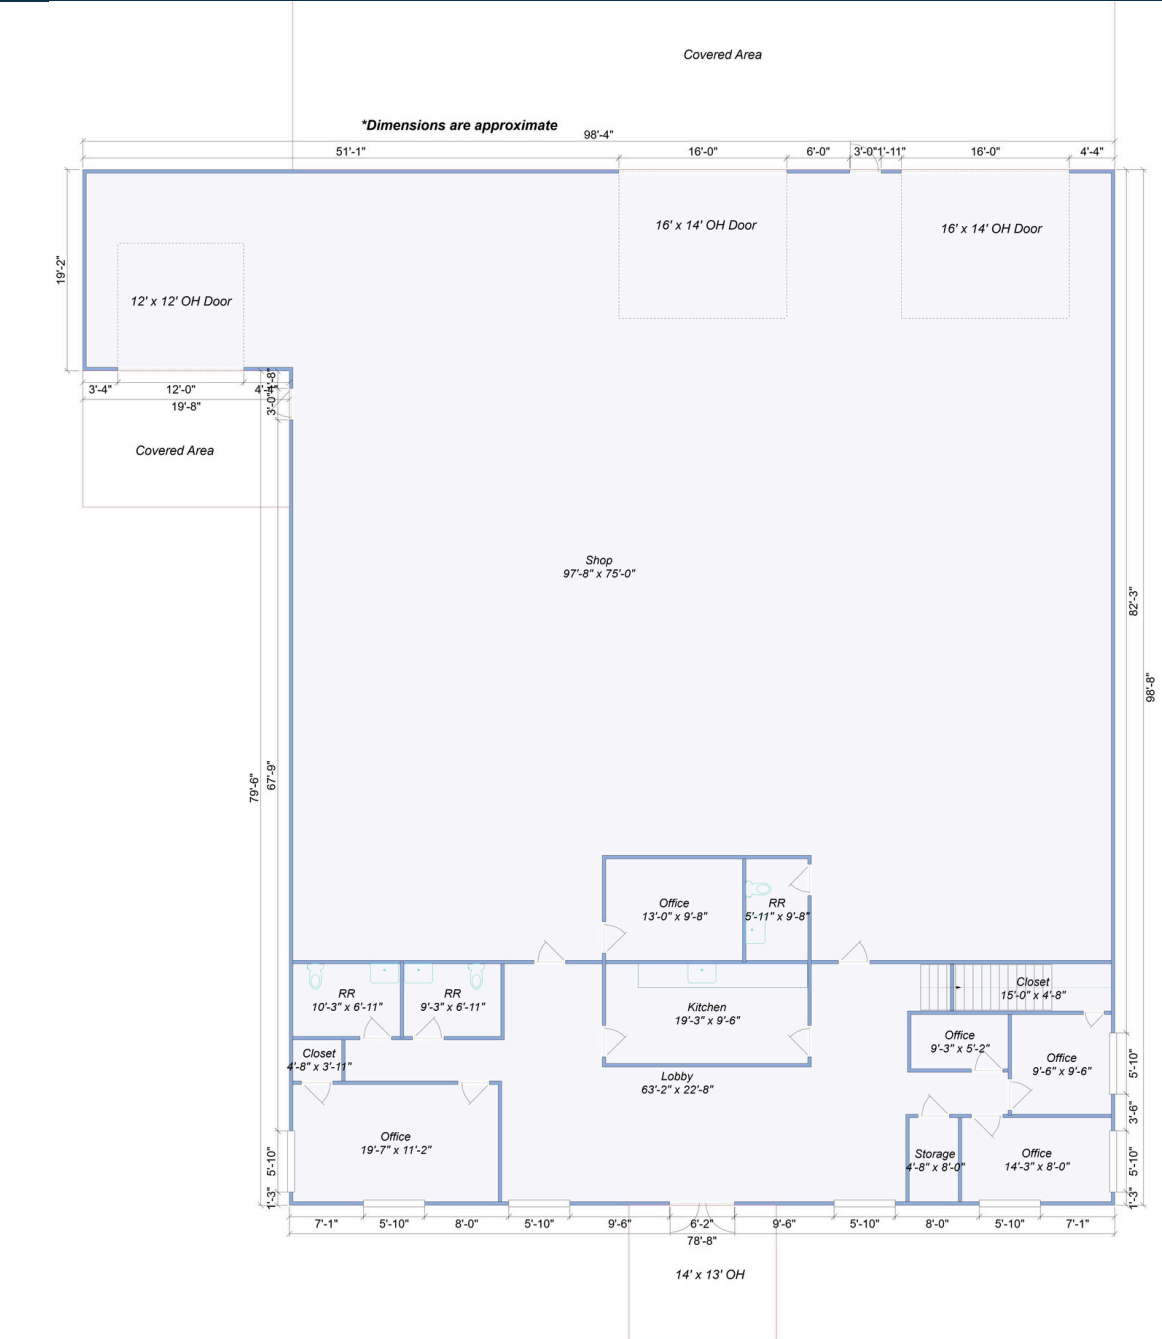 Covered Area
*Dimensions are approximate
98'-4"
51'-1"
16'-0"
6'-0"
3'-0"
1'-11"
16'-0"
4'-4"
16' x 14' OH Door
16' x 14' OH Door
19'-2"
12' x 12' OH Door
3'-4"
12'-0"
4'-4"
1'-8"
3'-0"
19'-8"
Covered Area
Shop
97'-8" x 75'-0"
82'-3"
98'-8"
79'-6"
67'-9"
Office
13'-0" x 9'-8"
RR
5'-11" x 9'-8"
RR
10'-3" x 6'-11"
RR
9'-3" x 6'-11"
Kitchen
19'-3" x 9'-6"
Closet
15'-0" x 4'-8"
Office
9'-3" x 5'-2"
Office
9'-6" x 9'-6"
5'-10"
Closet
4'-8" x 3'-11"
Lobby
63'-2" x 22'-8"
3'-6"
Office
19'-7" x 11'-2"
Storage
4'-8" x 8'-0"
Office
14'-3" x 8'-0"
5'-10"
1'-3"
5'-10"
1'-3"
7'-1"
5'-10"
8'-0"
5'-10"
9'-6"
6'-2"
9'-6"
5'-10"
8'-0"
5'-10"
7'-1"
78'-8"
14' x 13' OH